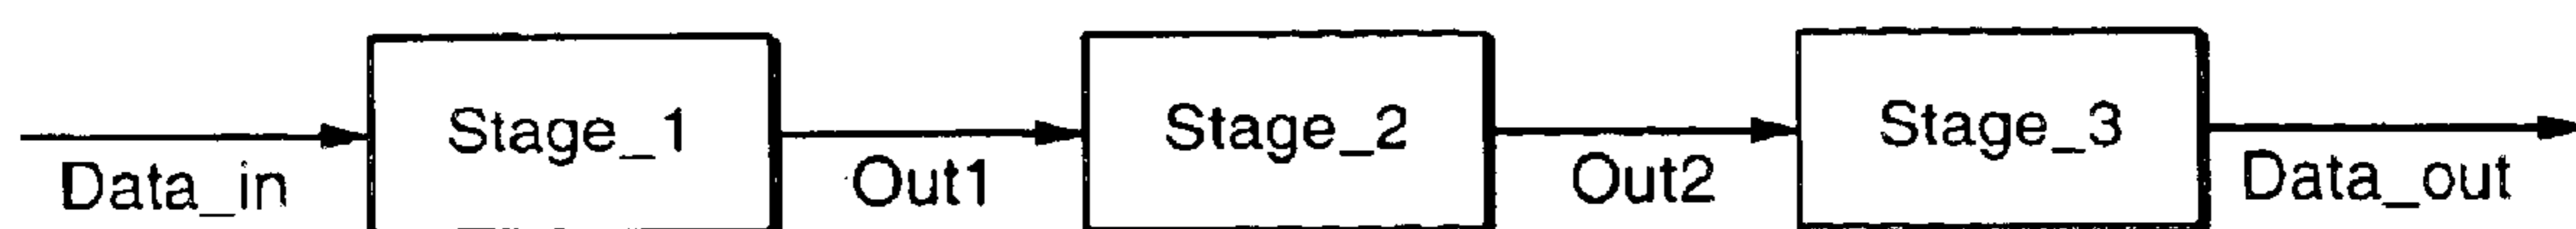 Stage_1
Stage_2
Stage_3
Data_in
Out1
Out2
Data_out